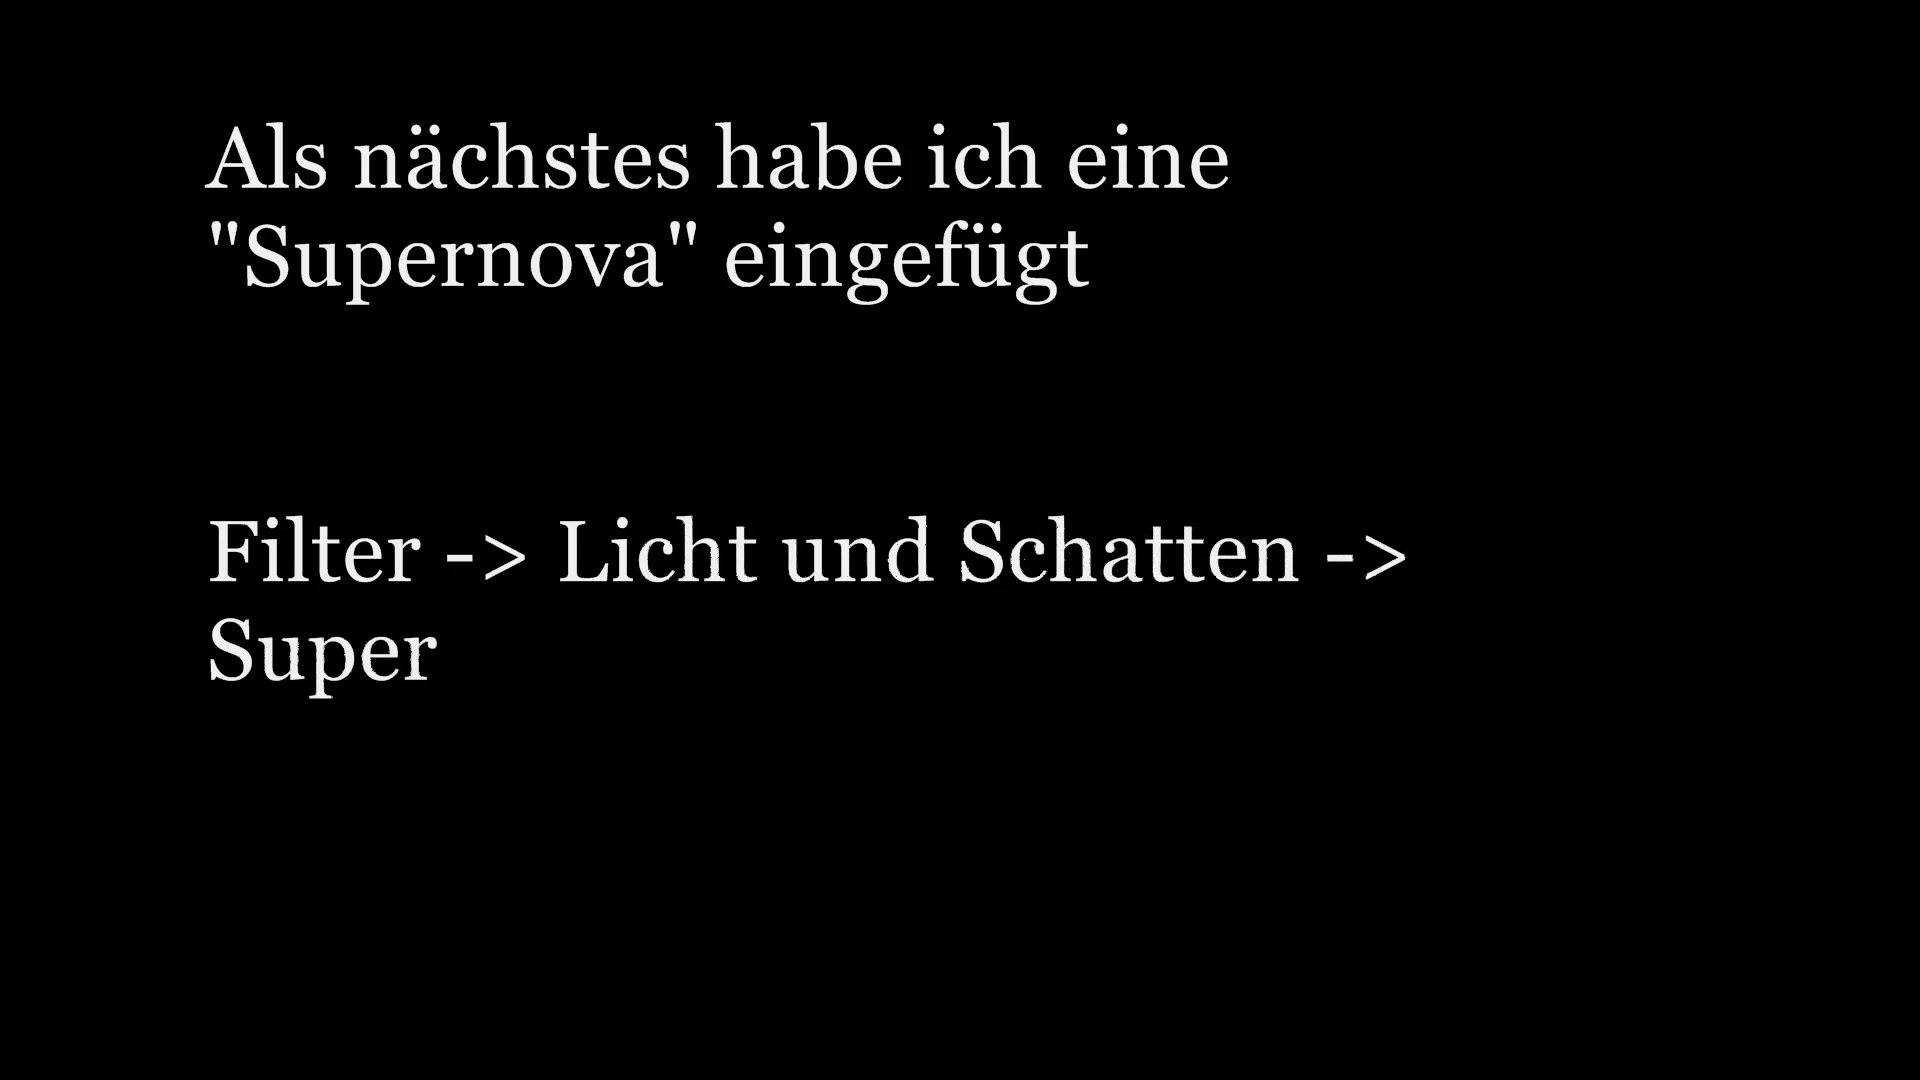 Als nächstes habe ich eine
"Supernova" eingefügt
Filter -> Licht und Schatten ->
Super